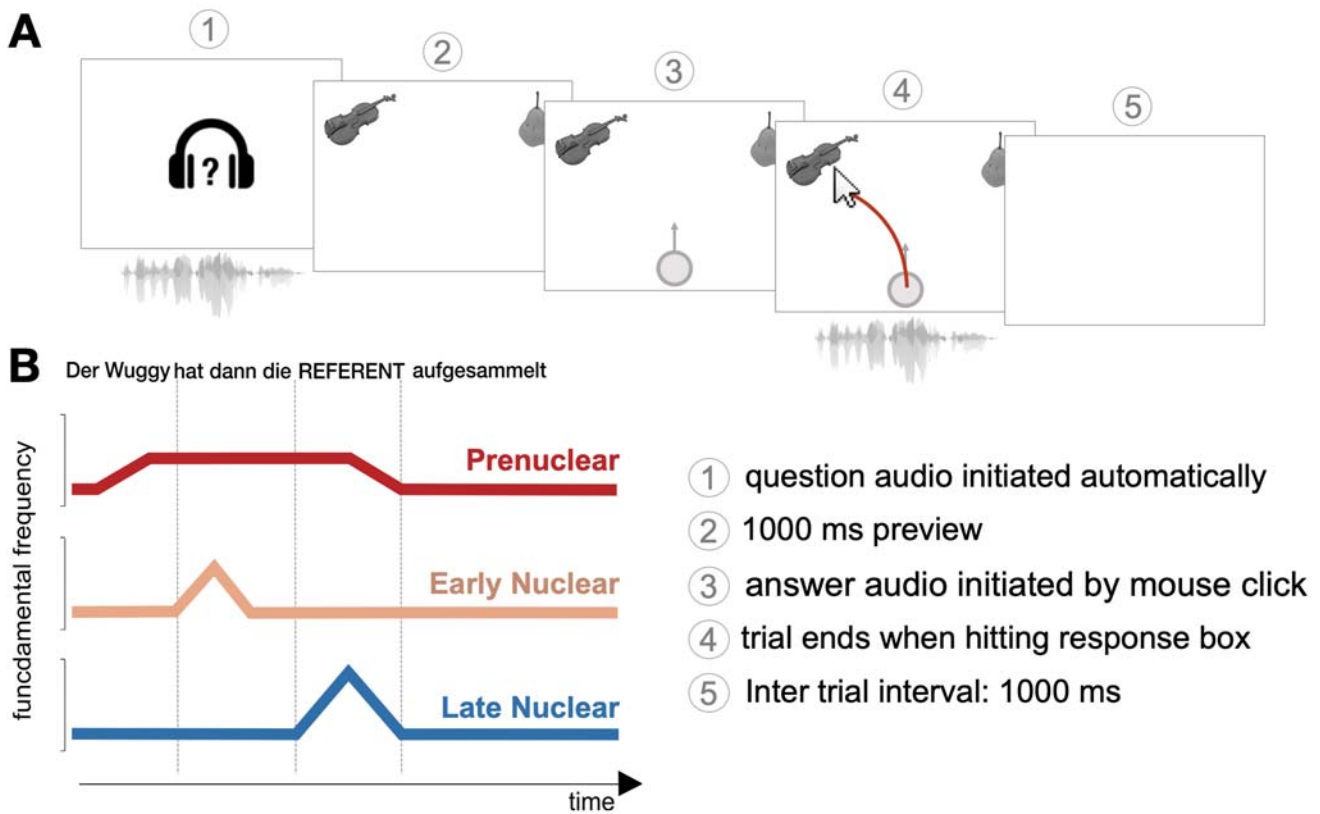 A
1
2
3
4
5
?
B
Der Wuggy hat dann die REFERENT aufgesammelt
funcdamental frequency
Prenuclear
Early Nuclear
Late Nuclear
time
1 question audio initiated automatically
2 1000 ms preview
3 answer audio initiated by mouse click
4 trial ends when hitting response box
5 Inter trial interval: 1000 ms